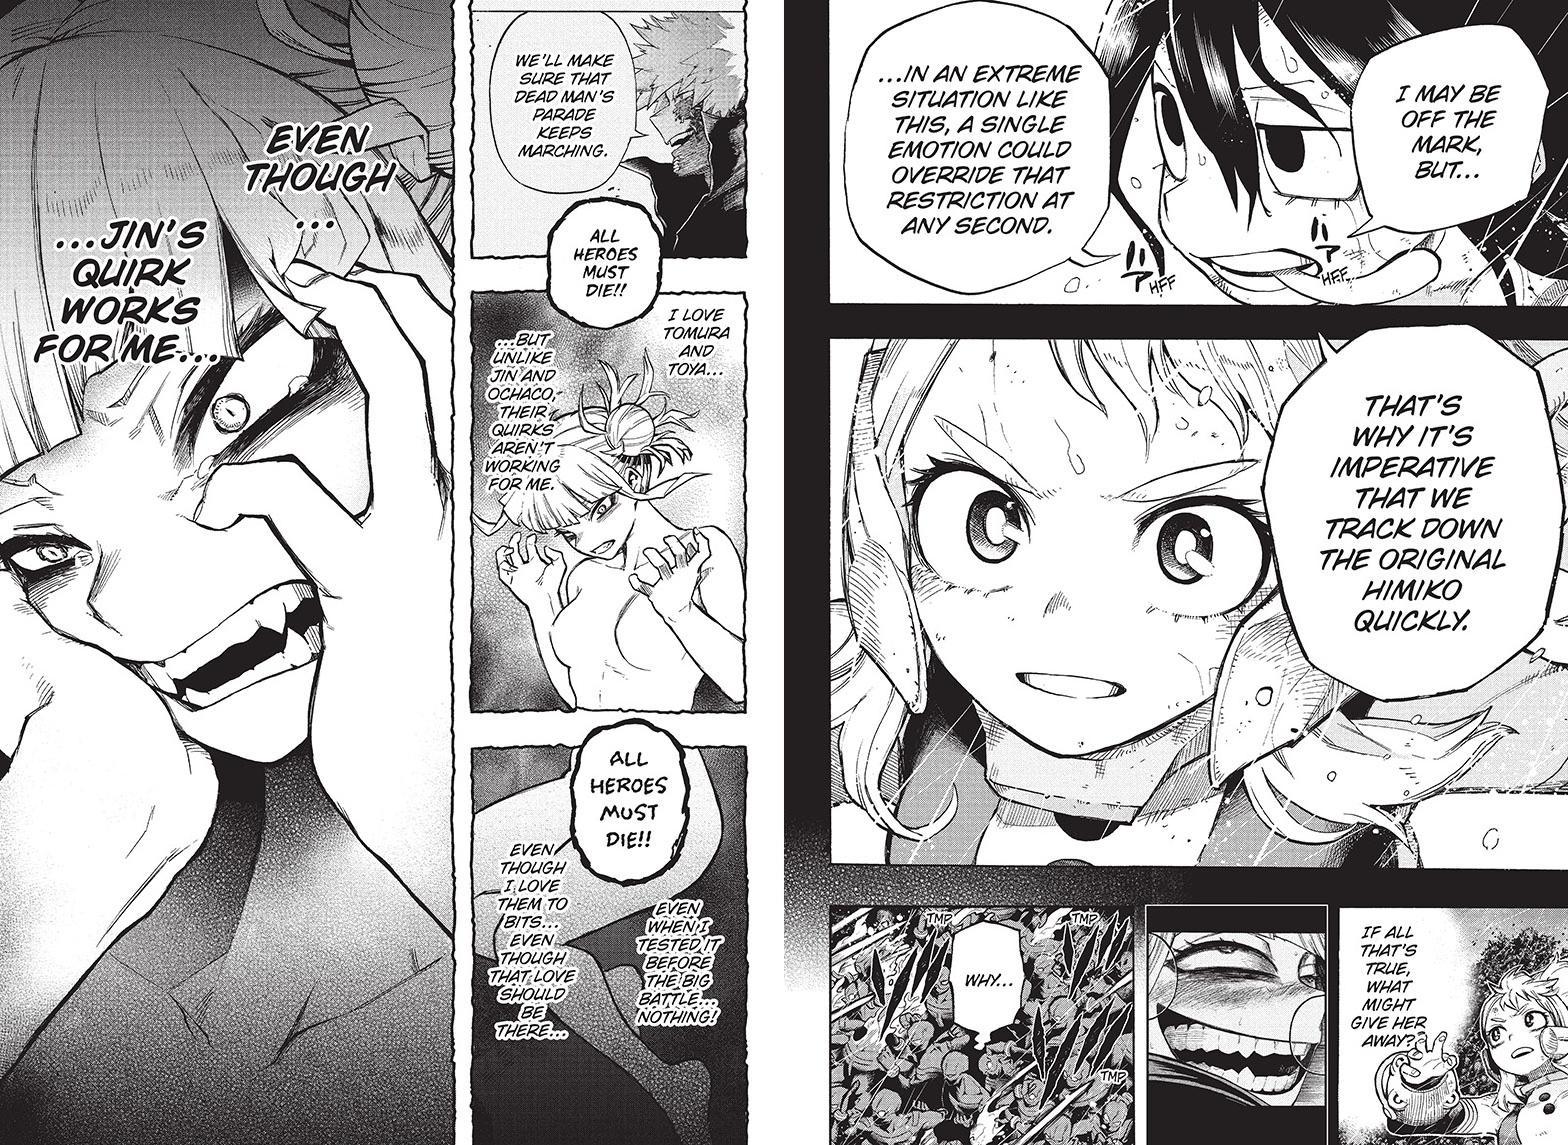 I MAY BE
OFF THE
MARK,
BUT...
...IN AN EXTREME
SITUATION LIKE
THIS, A SINGLE
EMOTION COULD
OVERRIDE THAT
RESTRICTION AT
ANY SECOND.
ハァ
HFF
ハァ
HFF
THAT'S
WHY IT'S
IMPERATIVE
THAT WE
TRACK DOWN
THE ORIGINAL
HIMIKO
QUICKLY.
IF ALL
THAT'S
TRUE,
WHAT
MIGHT
GIVE HER
AWAY?
TMP
TMP
WHY...
TMP
WE'LL MAKE
SURE THAT
DEAD MAN'S
PARADE
KEEPS
MARCHING.
ALL
HEROES
MUST
DIE!!
I LOVE
TOMURA
AND
TOYA...
...BUT
UNLIKE
JIN AND
OCHACO,
THEIR
QUIRKS
AREN'T
WORKING
FOR ME.
ALL
HEROES
MUST
DIE!!
EVEN
WHEN I
TESTED IT
BEFORE
THE BIG
BATTLE...
NOTHING!
EVEN
THOUGH
I LOVE
THEM TO
BITS...
EVEN
THOUGH
THAT LOVE
SHOULD
BE
THERE...
EVEN
THOUGH
...
...JIN'S
QUIRK
WORKS
FOR ME...